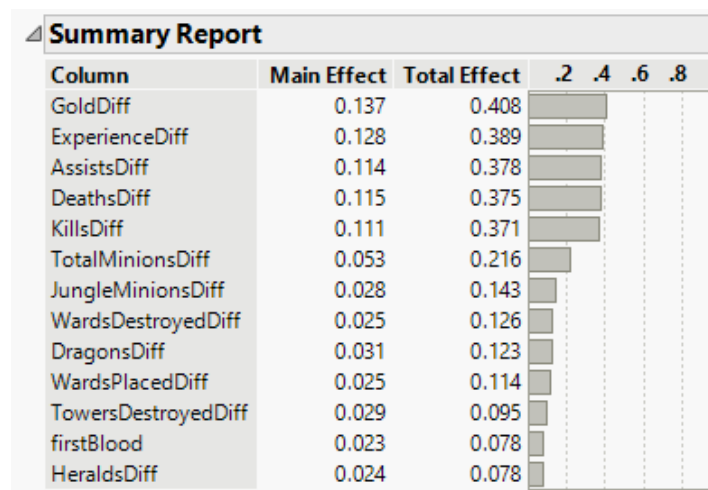 Summary Report
Column Main Effect Total Effect .2 .4 .6 .8
GoldDiff 0.137 0.408
ExperienceDiff 0.128 0.389
AssistsDiff 0.114 0.378
DeathsDiff 0.115 0.375
KillsDiff 0.111 0.371
TotalMinionsDiff 0.053 0.216
JungleMinionsDiff 0.028 0.143
WardsDestroyedDiff 0.025 0.126
DragonsDiff 0.031 0.123
WardsPlacedDiff 0.025 0.114
TowersDestroyedDiff 0.029 0.095
firstBlood 0.023 0.078
HeraldsDiff 0.024 0.078